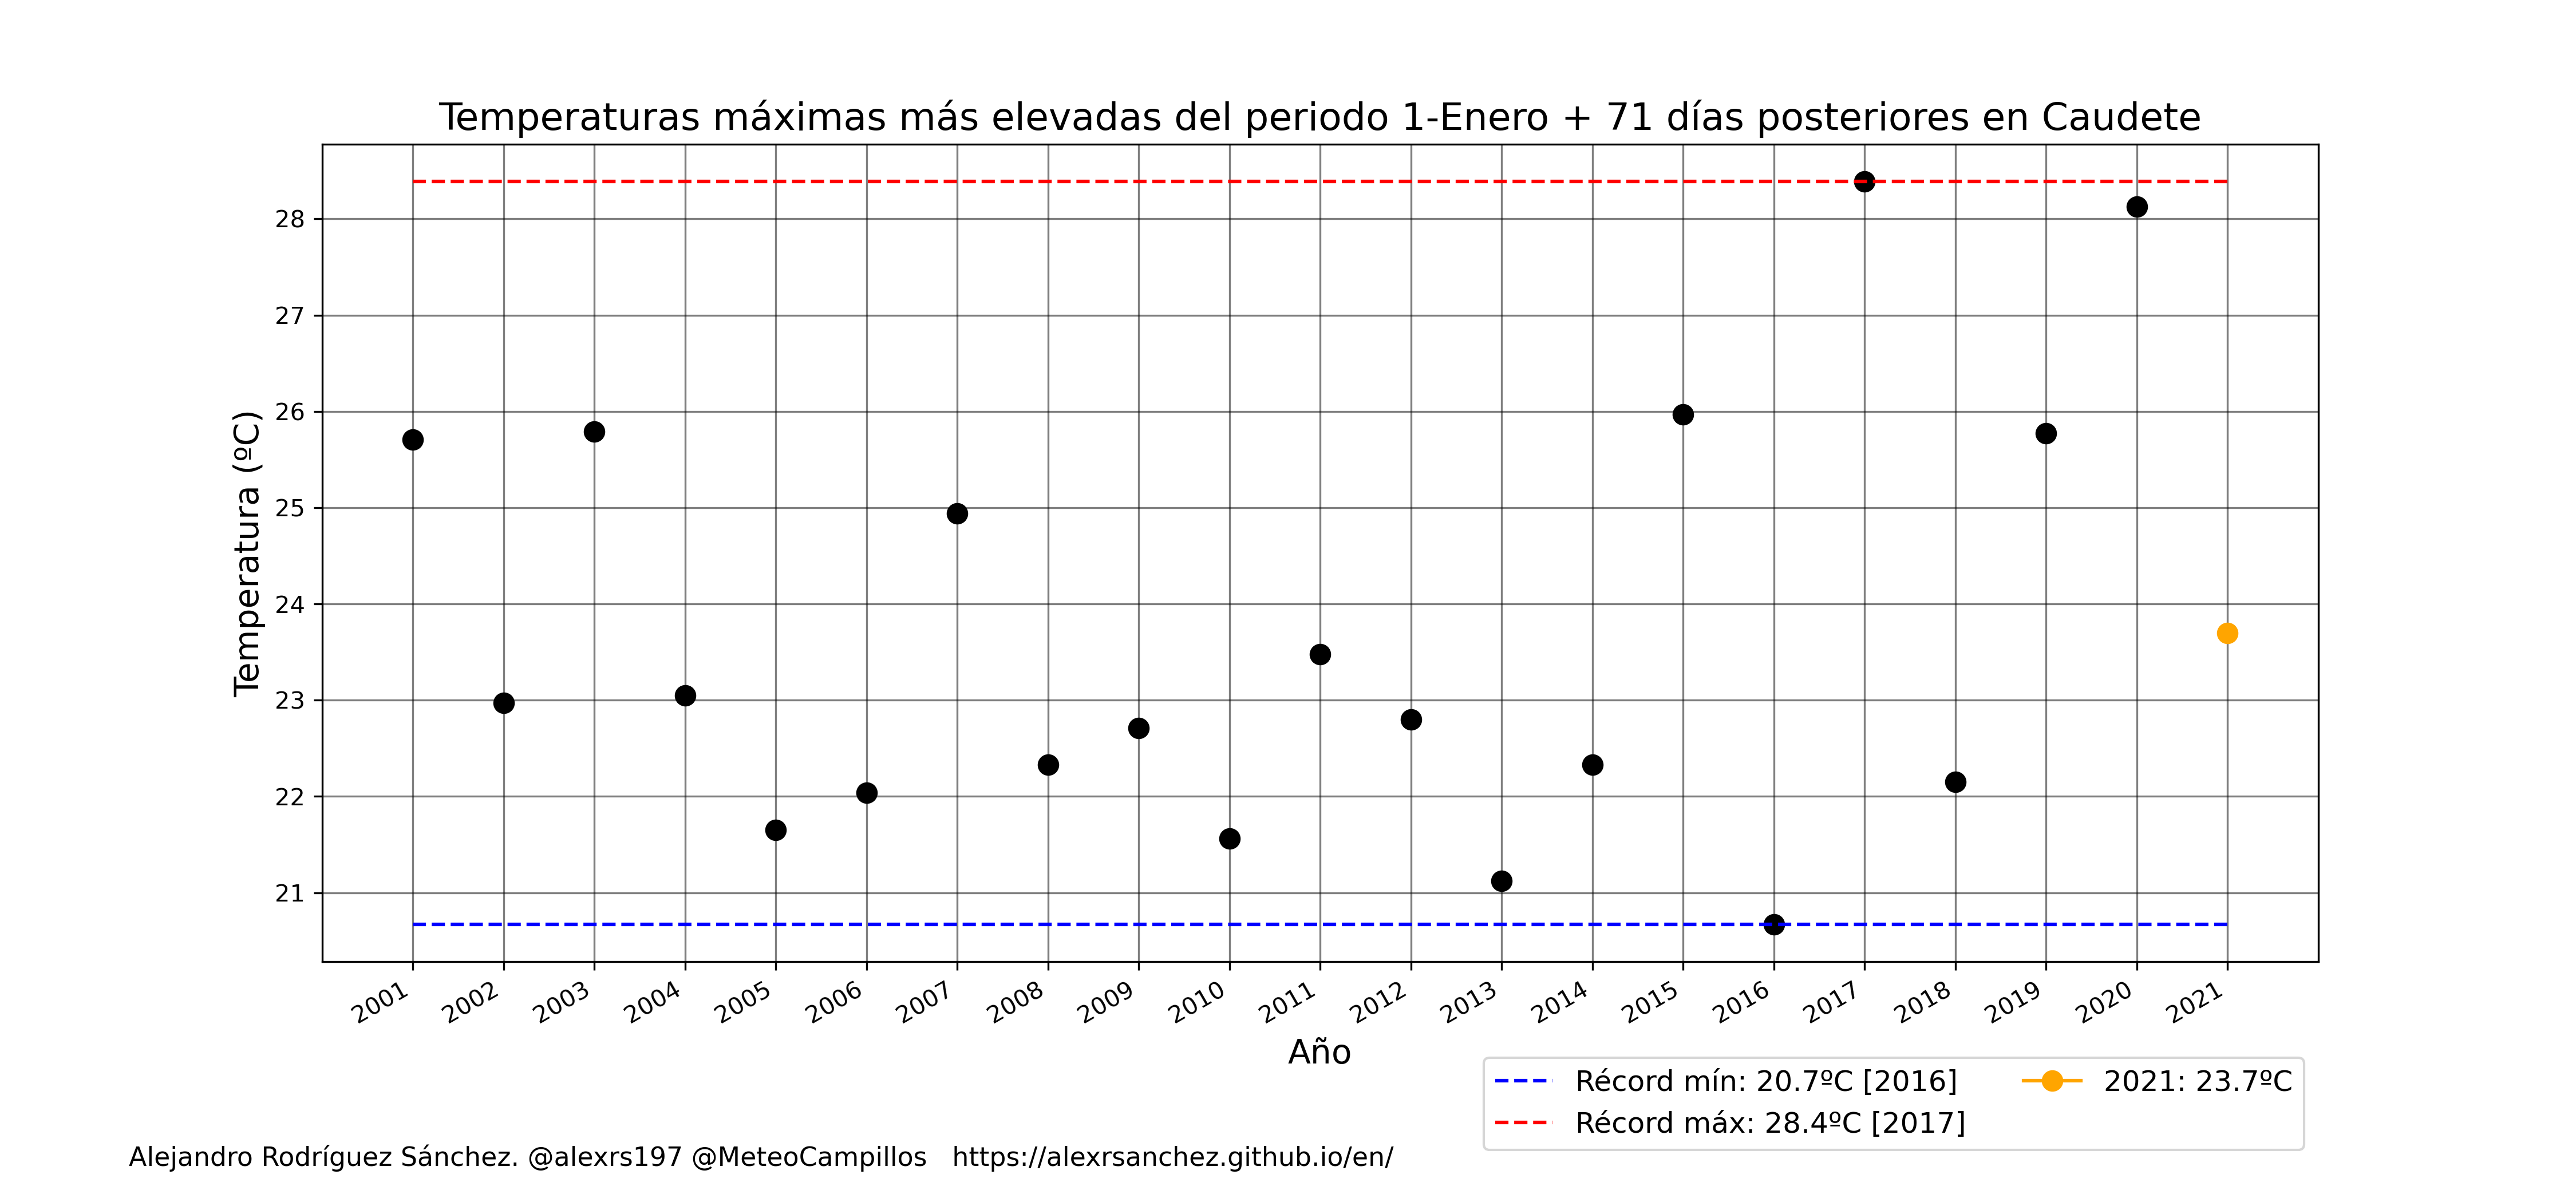 Temperaturas máximas más elevadas del periodo 1-Enero + 71 días posteriores en Caudete
Temperatura (ºC)
28
27
26
25
24
23
22
21
2001 2002 2003 2004 2005 2006 2007 2008 2009 2010 2011 2012 2013 2014 2015 2016 2017 2018 2019 2020 2021
Año
Récord mín: 20.7ºC [2016]
Récord máx: 28.4ºC [2017]
2021: 23.7ºC
Alejandro Rodríguez Sánchez. @alexrs197 @MeteoCampillos https://alexrsanchez.github.io/en/